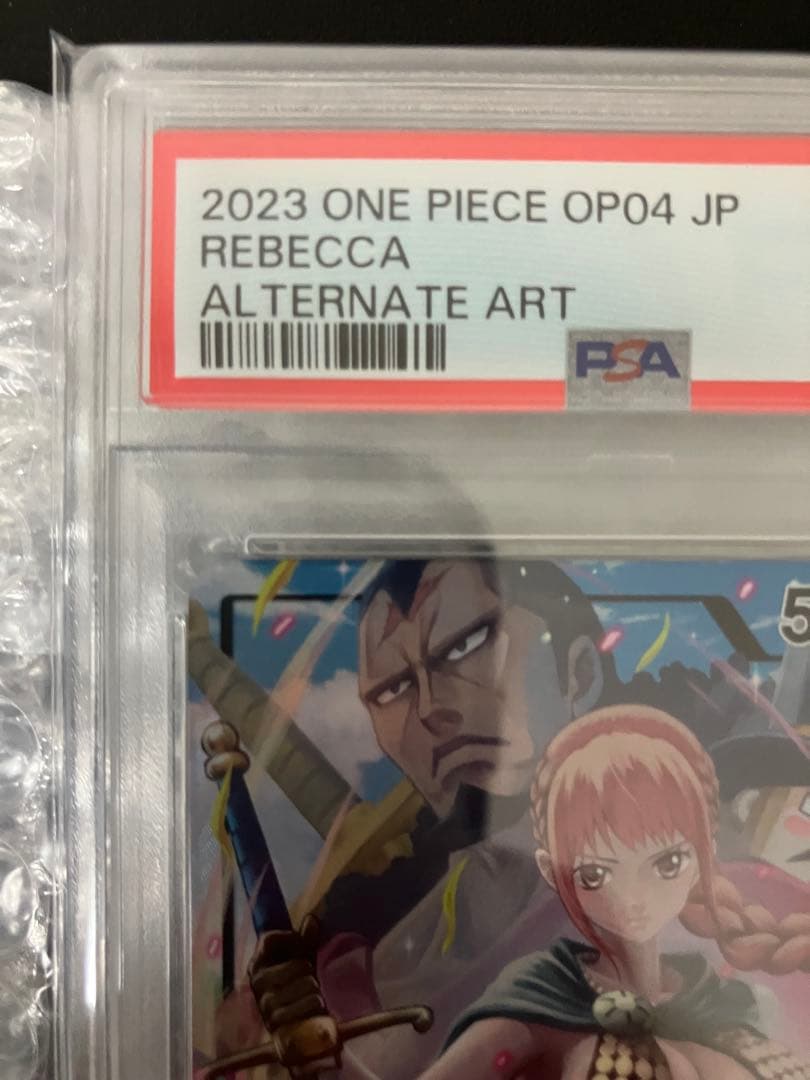 2023 ONE PIECE OP04 JP
REBECCA
ALTERNATE ART
PSA
5